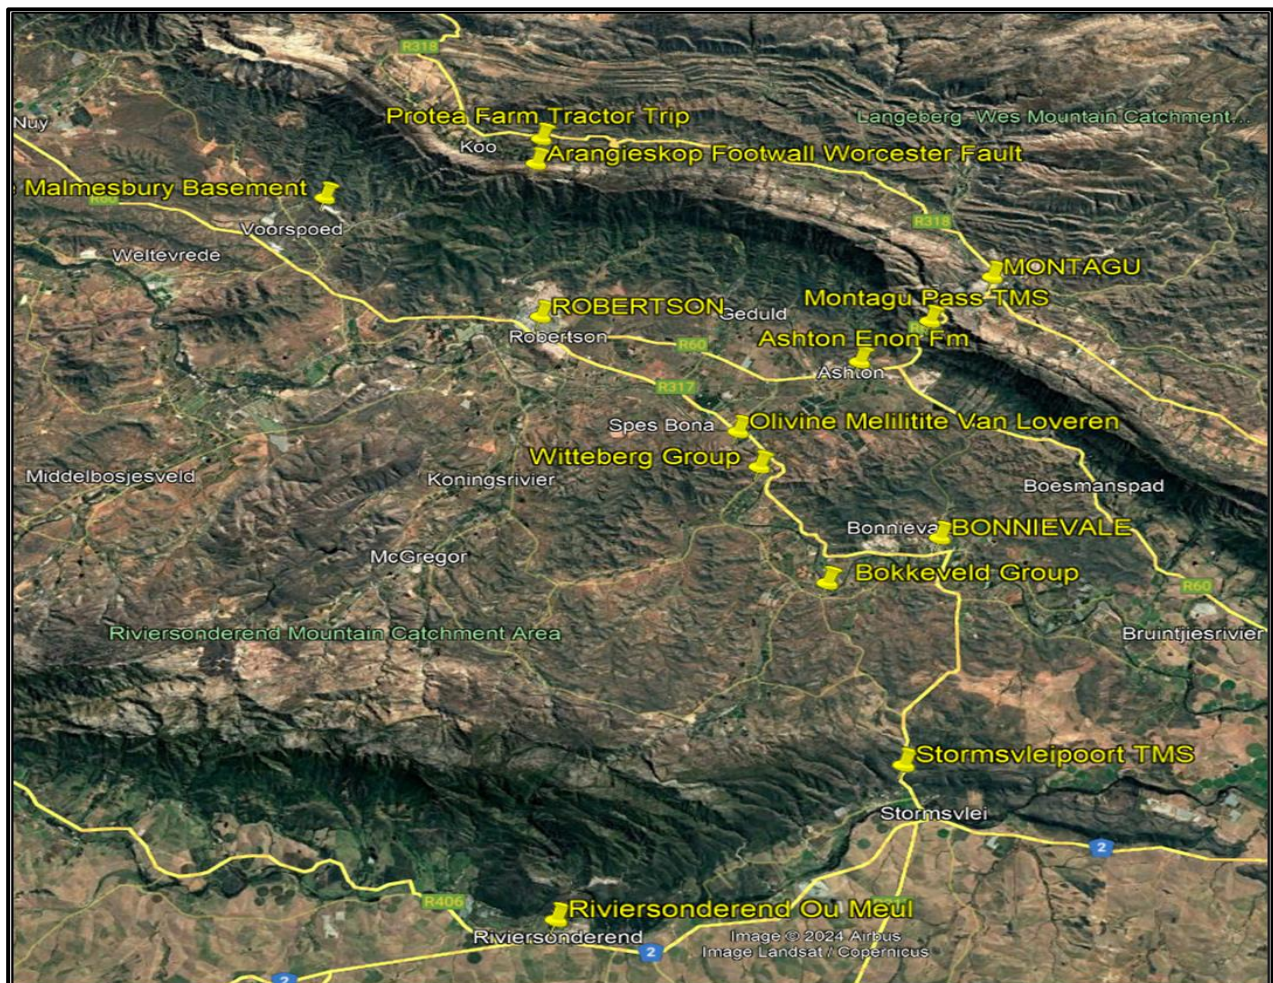 R318
Protea Farm Tractor Trip
Langeberg -Wes Mountain Catchment...
Nuy
Koo
Arangieskop Footwall Worcester Fault
Malmesbury Basement
R60
R318
Voorspoed
Weltevrede
MONTAGU
Montagu Pass TMS
ROBERTSON
Geduld
Robertson
R60
Ashton Enon Fm
Ashton
R317
Spes Bona
Olivine Melilitite Van Loveren
Witteberg Group
Middelbosjesveld
Koningsrivier
Boesmanspad
Bonnieva
BONNIEVALE
McGregor
Bokkeveld Group
R60
Riviersonderend Mountain Catchment Area
Bruintjiesrivier
Stormsvleipoort TMS
Stormsvlei
2
R406
Riviersonderend Ou Meul
Riviersonderend
2
Image © 2024 Airbus
Image Landsat / Copernicus
2